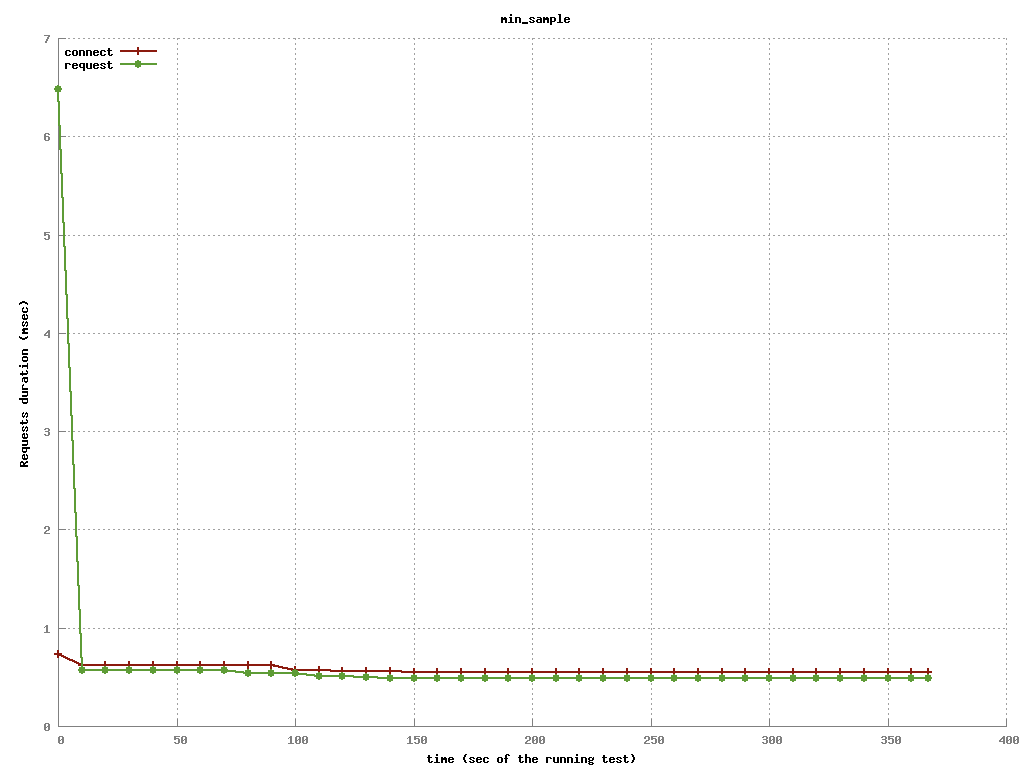 min_sample
connect
request
7
6
5
4
3
2
1
0
Requests duration (msec)
0 50 100 150 200 250 300 350 400
time (sec of the running test)